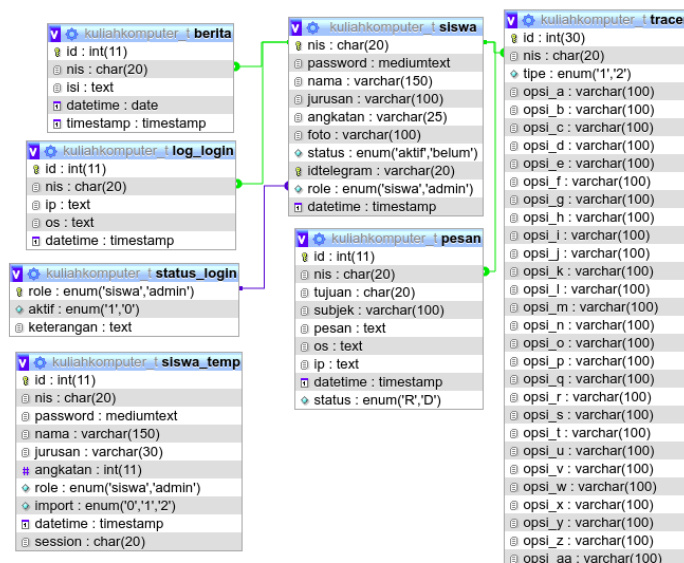 kuliahkomputer_t berita
id : int(11)
nis : char(20)
isi : text
datetime : date
timestamp : timestamp
kuliahkomputer_t log_login
id : int(11)
nis : char(20)
ip : text
os : text
datetime : timestamp
kuliahkomputer_t status_login
role : enum('siswa','admin')
aktif : enum('1','0')
keterangan : text
kuliahkomputer_t siswa_temp
id : int(11)
nis : char(20)
password : mediumtext
nama : varchar(150)
jurusan : varchar(30)
angkatan : int(11)
role : enum('siswa','admin')
import : enum('0','1','2')
datetime : timestamp
session : char(20)
kuliahkomputer_t siswa
nis : char(20)
password : mediumtext
nama : varchar(150)
jurusan : varchar(100)
angkatan : varchar(25)
foto : varchar(100)
status : enum('aktif','belum')
idtelegram : varchar(20)
role : enum('siswa','admin')
datetime : timestamp
kuliahkomputer_t pesan
id : int(11)
nis : char(20)
tujuan : char(20)
subjek : varchar(100)
pesan : text
os : text
ip : text
datetime : timestamp
status : enum('R','D')
kuliahkomputer_t tracer
id : int(30)
nis : char(20)
tipe : enum('1','2')
opsi_a : varchar(100)
opsi_b : varchar(100)
opsi_c : varchar(100)
opsi_d : varchar(100)
opsi_e : varchar(100)
opsi_f : varchar(100)
opsi_g : varchar(100)
opsi_h : varchar(100)
opsi_i : varchar(100)
opsi_j : varchar(100)
opsi_k : varchar(100)
opsi_l : varchar(100)
opsi_m : varchar(100)
opsi_n : varchar(100)
opsi_o : varchar(100)
opsi_p : varchar(100)
opsi_q : varchar(100)
opsi_r : varchar(100)
opsi_s : varchar(100)
opsi_t : varchar(100)
opsi_u : varchar(100)
opsi_v : varchar(100)
opsi_w : varchar(100)
opsi_x : varchar(100)
opsi_y : varchar(100)
opsi_z : varchar(100)
opsi_aa : varchar(100)